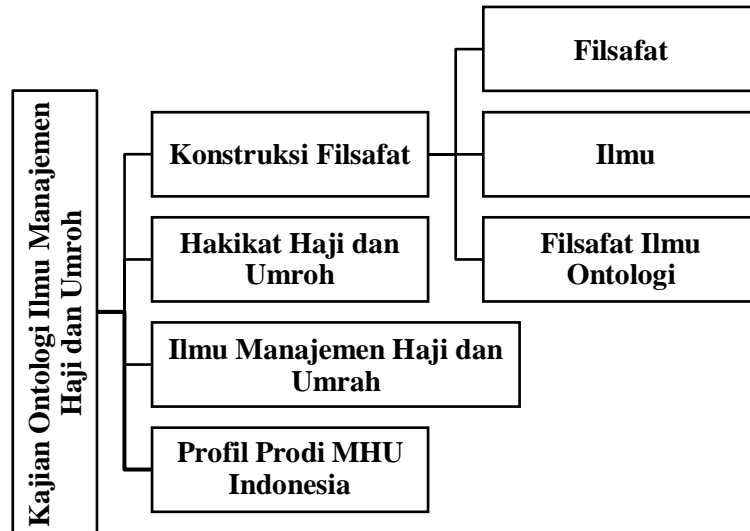 Kajian Ontologi Ilmu Manajemen
Haji dan Umroh
Konstruksi Filsafat
Filsafat
Ilmu
Filsafat Ilmu
Ontologi
Hakikat Haji dan
Umroh
Ilmu Manajemen Haji dan
Umrah
Profil Prodi MHU
Indonesia